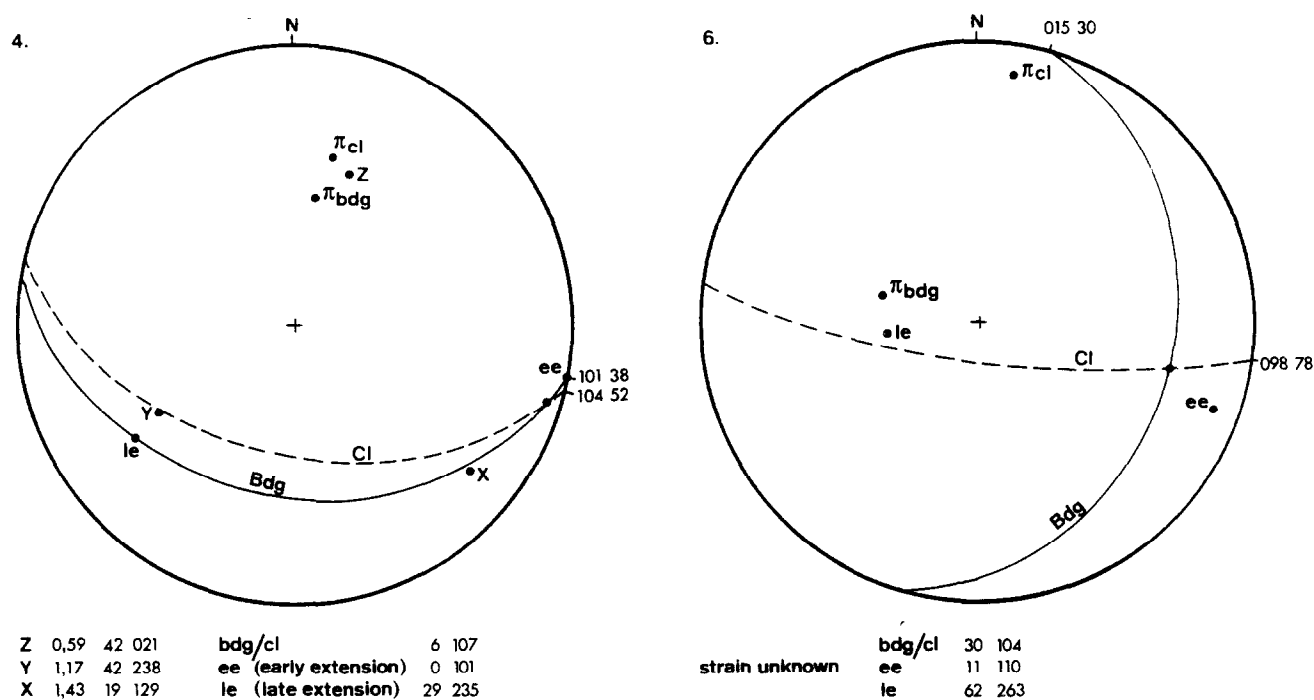 4.
N
πcl
Z
πbdg
ee
101 38
104 52
Y
le
Cl
Bdg
X
Z 0,59 42 021 bdg/cl 6 107
Y 1,17 42 238 ee (early extension) 0 101
X 1,43 19 129 le (late extension) 29 235
6.
N
015 30
πcl
πbdg
le
Cl
098 78
ee
Bdg
bdg/cl 30 104
strain unknown ee 11 110
le 62 263